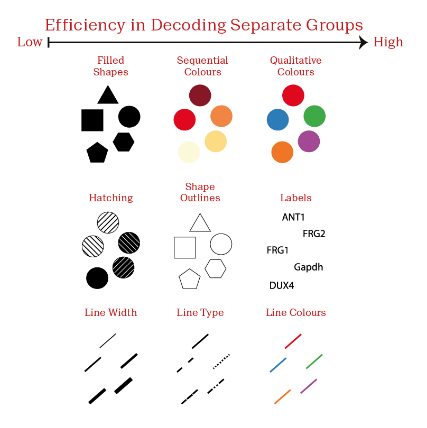 Efficiency in Decoding Separate Groups
Low
High
Filled
Shapes
Sequential
Colours
Qualitative
Colours
Hatching
Shape
Outlines
Labels
ANT1
FRG2
FRG1
Gapdh
DUX4
Line Width
Line Type
Line Colours